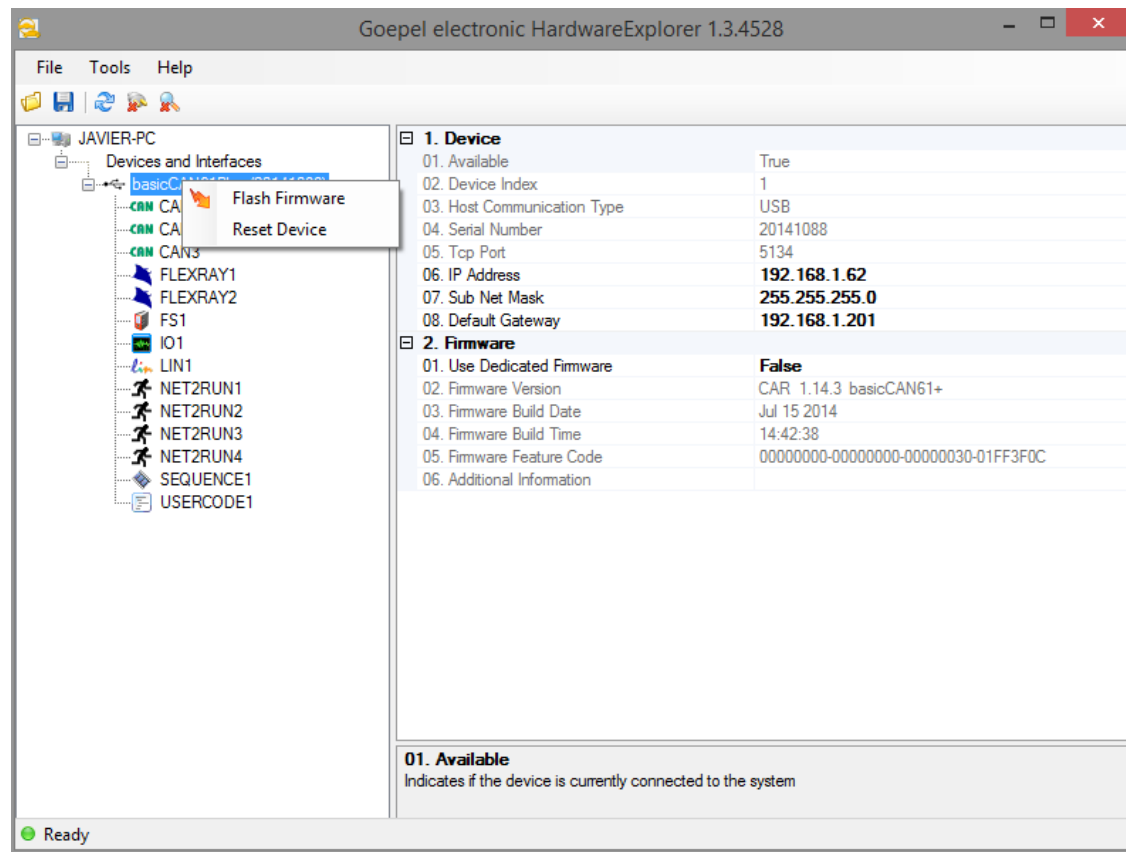 Goepel electronic HardwareExplorer 1.3.4528
File Tools Help
JAVIER-PC
Devices and Interfaces
Flash Firmware
Reset Device
CAN CA
CAN CA
CAN CAN3
FLEXRAY1
FLEXRAY2
FS1
IO1
Lin LIN1
NET2RUN1
NET2RUN2
NET2RUN3
NET2RUN4
SEQUENCE1
USERCODE1
1. Device
01. Available True
02. Device Index 1
03. Host Communication Type USB
04. Serial Number 20141088
05. Tcp Port 5134
06. IP Address 192.168.1.62
07. Sub Net Mask 255.255.255.0
08. Default Gateway 192.168.1.201
2. Firmware
01. Use Dedicated Firmware False
02. Firmware Version CAR 1.14.3 basicCAN61+
03. Firmware Build Date Jul 15 2014
04. Firmware Build Time 14:42:38
05. Firmware Feature Code 00000000-00000000-00000030-01FF3F0C
06. Additional Information
01. Available
Indicates if the device is currently connected to the system
Ready